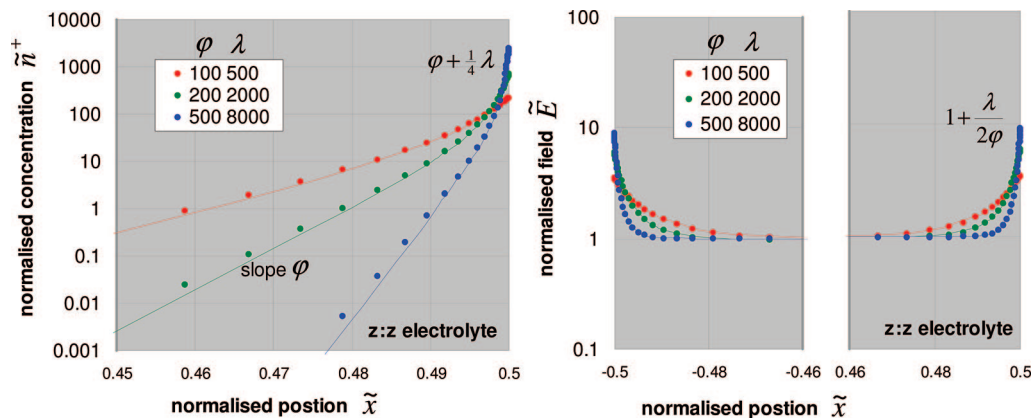 normalised concentration ñ⁺
10000
1000
100
10
1
0.1
0.01
0.001
φ λ
100 500
200 2000
500 8000
φ + ¼ λ
slope φ
z:z electrolyte
0.45 0.46 0.47 0.48 0.49 0.5
normalised postion x̃
normalised field Ẽ
100
10
1
0.1
φ λ
100 500
200 2000
500 8000
1 + λ/2φ
z:z electrolyte
-0.5 -0.48 -0.46 0.46 0.48 0.5
normalised postion x̃